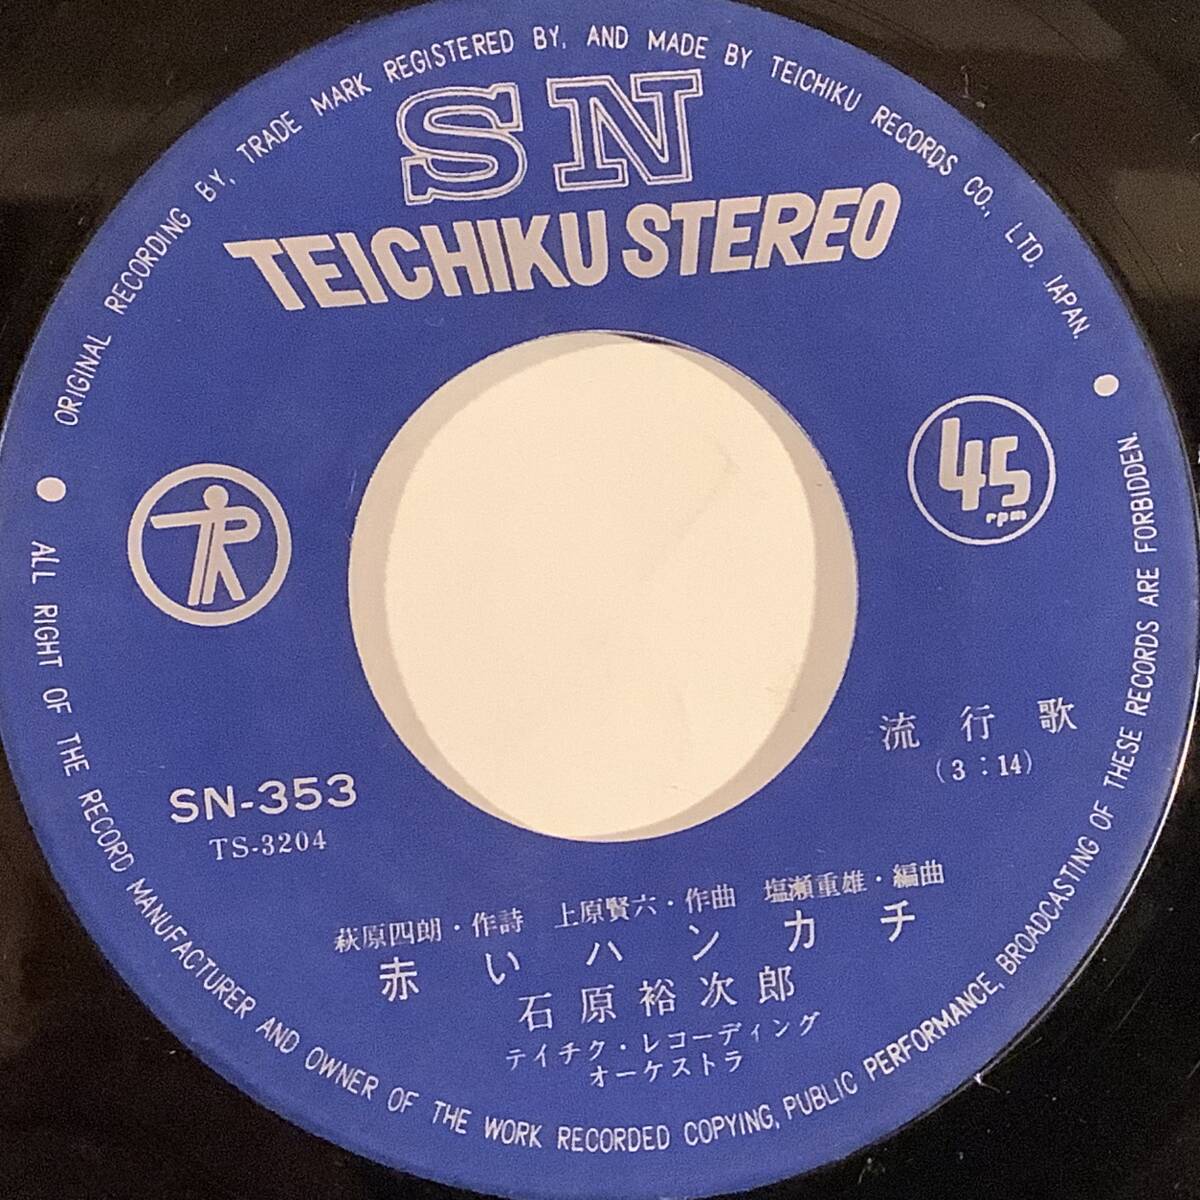 ORIGINAL RECORDING BY, TRADE MARK REGISTERED BY, AND MADE BY TEICHIKU RECORDS CO., LTD. JAPAN.
SN
TEICHIKU STEREO
TR
45
rpm
流行歌
(3:14)
SN-353
TS-3204
萩原四朗・作詩 上原賢六・作曲 塩瀬重雄・編曲
赤いハンカチ
石原裕次郎
テイチク・レコーディング
オーケストラ
ALL RIGHT OF THE RECORD MANUFACTURER AND OWNER OF THE WORK RECORDED COPYING, PUBLIC PERFORMANCE, BROADCASTING OF THESE RECORDS ARE FORBIDDEN.